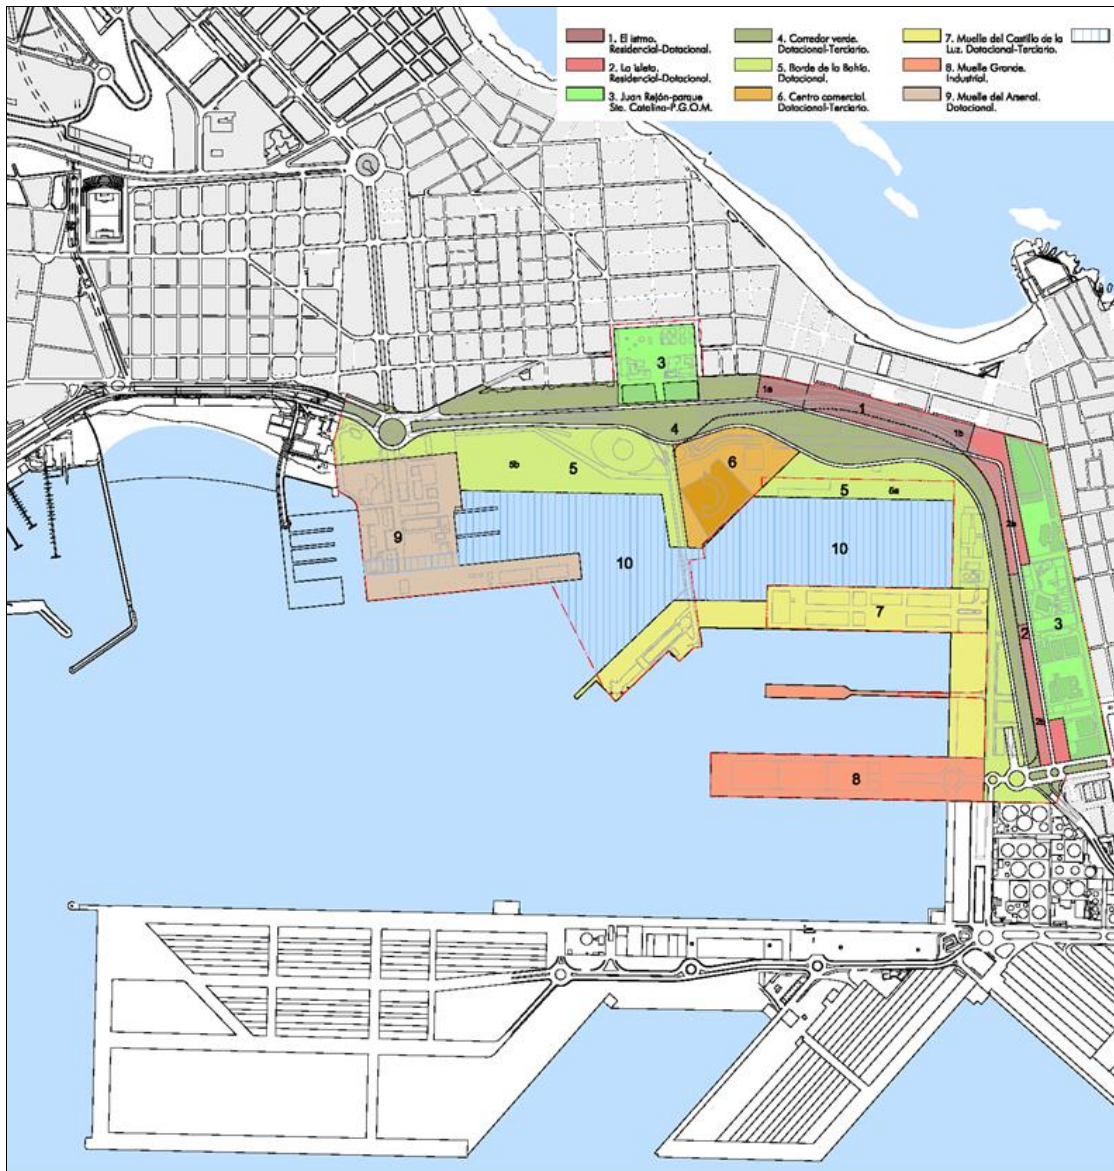 1. El istmo.
Residencial-Dotacional.
2. La isleta.
Residencial-Dotacional.
3. Juan Rejón-parque
Sta. Catalina-P.G.O.M.
4. Corredor verde.
Dotacional-Terciario.
5. Borde de la Bahía.
Dotacional.
6. Centro comercial.
Dotacional-Terciario.
7. Muelle del Castillo de la
Luz. Dotacional-Terciario.
8. Muelle Grande.
Industrial.
9. Muelle del Arsenal.
Dotacional.
3
1a
1
1b
4
6
5b
5
5
5a
2a
9
10
10
7
2
3
2b
8